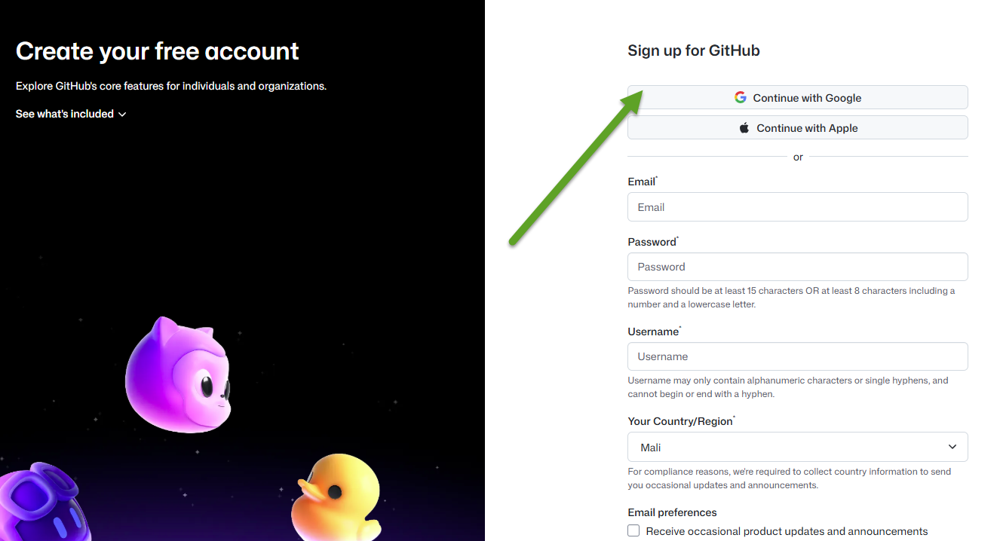 Create your free account
Explore GitHub's core features for individuals and organizations.
See what's included
Sign up for GitHub
Continue with Google
Continue with Apple
or
Email*
Email
Password*
Password
Password should be at least 15 characters OR at least 8 characters including a
number and a lowercase letter.
Username*
Username
Username may only contain alphanumeric characters or single hyphens, and
cannot begin or end with a hyphen.
Your Country/Region*
Mali
For compliance reasons, we're required to collect country information to send
you occasional updates and announcements.
Email preferences
Receive occasional product updates and announcements